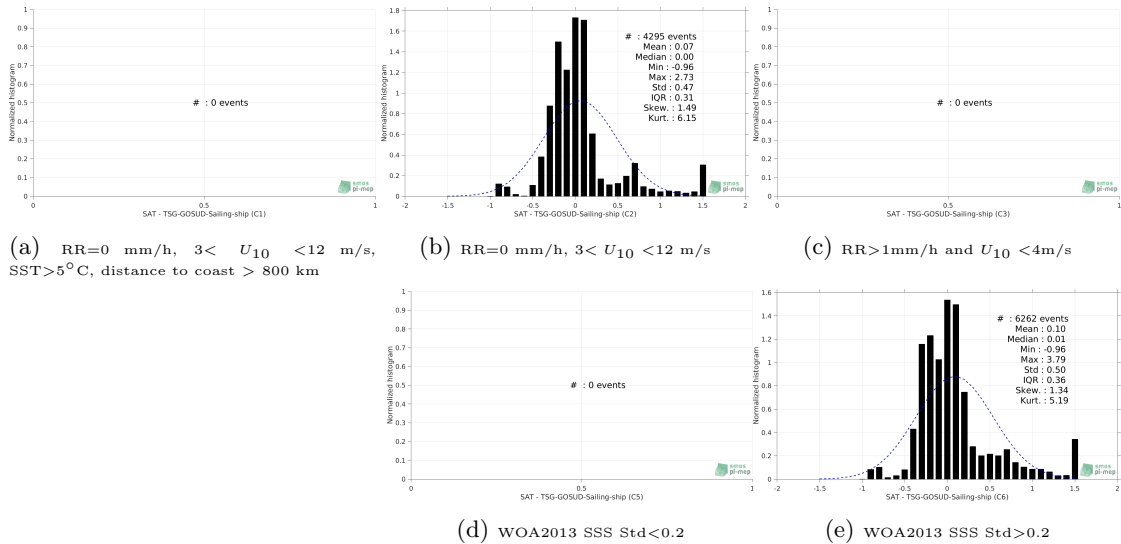 1
0.9
0.8
0.7
0.6
0.5
0.4
0.3
0.2
0.1
0
Normalized histogram
# : 0 events
0 0.5 1
SAT - TSG-GOSUD-Sailing-ship (C1)
smos
pi-mep
(a) RR=0 mm/h, 3< U10 <12 m/s,
SST>5°C, distance to coast > 800 km
1.8
1.6
1.4
1.2
1
0.8
0.6
0.4
0.2
0
Normalized histogram
# : 4295 events
Mean : 0.07
Median : 0.00
Min : -0.96
Max : 2.73
Std : 0.47
IQR : 0.31
Skew. : 1.49
Kurt. : 6.15
-2 -1.5 -1 -0.5 0 0.5 1 1.5 2
SAT - TSG-GOSUD-Sailing-ship (C2)
smos
pi-mep
(b) RR=0 mm/h, 3< U10 <12 m/s
1
0.9
0.8
0.7
0.6
0.5
0.4
0.3
0.2
0.1
0
Normalized histogram
# : 0 events
0 0.5 1
SAT - TSG-GOSUD-Sailing-ship (C3)
smos
pi-mep
(c) RR>1mm/h and U10 <4m/s
1
0.9
0.8
0.7
0.6
0.5
0.4
0.3
0.2
0.1
0
Normalized histogram
# : 0 events
0 0.5 1
SAT - TSG-GOSUD-Sailing-ship (C5)
smos
pi-mep
(d) WOA2013 SSS Std<0.2
1.6
1.4
1.2
1
0.8
0.6
0.4
0.2
0
Normalized histogram
# : 6262 events
Mean : 0.10
Median : 0.01
Min : -0.96
Max : 3.79
Std : 0.50
IQR : 0.36
Skew. : 1.34
Kurt. : 5.19
-2 -1.5 -1 -0.5 0 0.5 1 1.5 2
SAT - TSG-GOSUD-Sailing-ship (C6)
smos
pi-mep
(e) WOA2013 SSS Std>0.2